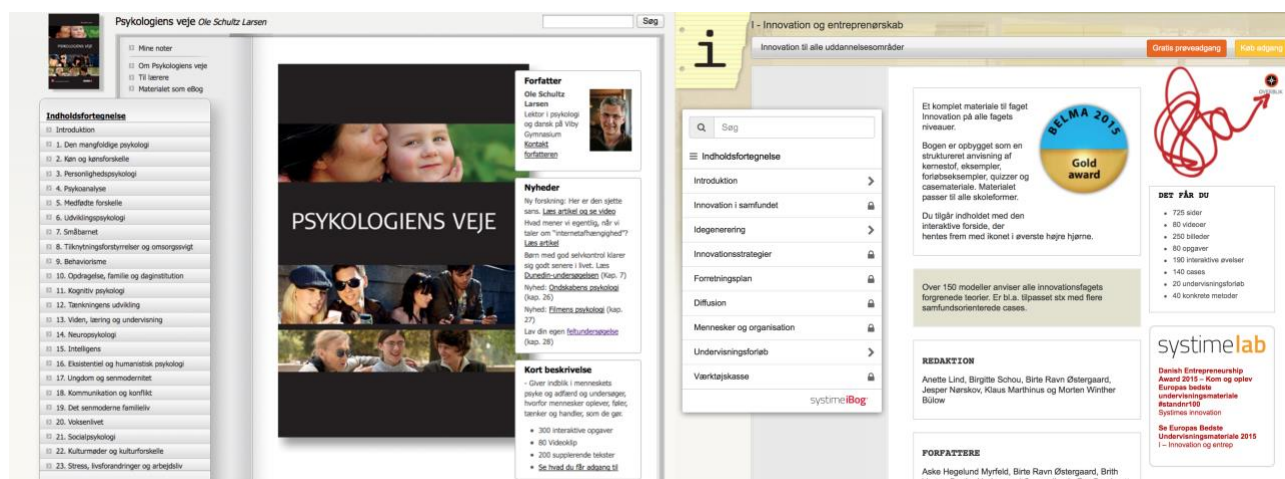 Psykologiens veje Ole Schultz Larsen
Søg
Mine noter
Om Psykologiens veje
Til lærere
Materialet som eBog
Indholdsfortegnelse
Introduktion
1. Den mangfoldige psykologi
2. Køn og kønsforskelle
3. Personlighedspsykologi
4. Psykoanalyse
5. Medfødte forskelle
6. Udviklingspsykologi
7. Småbarnet
8. Tilknytningsforstyrrelser og omsorgssvigt
9. Behaviorisme
10. Opdragelse, familie og daginstitution
11. Kognitiv psykologi
12. Tænkningens udvikling
13. Viden, læring og undervisning
14. Neuropsykologi
15. Intelligens
16. Eksistentiel og humanistisk psykologi
17. Ungdom og senmodernitet
18. Kommunikation og konflikt
19. Det senmoderne familieliv
20. Voksenlivet
21. Socialpsykologi
22. Kulturmøder og kulturforskelle
23. Stress, livsforandringer og arbejdsliv
PSYKOLOGIENS VEJE
Forfatter
Ole Schultz
Larsen
Lektor i psykologi
og dansk på Viby
Gymnasium
Kontakt
forfatteren
Nyheder
Ny forskning: Her er den sjette
sans. Læs artikel og se video
Hvad mener vi egentlig, når vi
taler om "internetafhængighed"?
Læs artikel
Børn med god selvkontrol klarer
sig godt senere i livet. Læs
Dunedin-undersøgelsen (Kap. 7)
Nyhed: Ondskabens psykologi
(kap. 26)
Nyhed: Filmens psykologi (kap.
27)
Lav din egen feltundersøgelse
(kap. 28)
Kort beskrivelse
- Giver indblik i menneskets
psyke og adfærd og undersøger,
hvorfor mennesker oplever, føler,
tænker og handler, som de gør.
300 interaktive opgaver
80 Videoklip
200 supplerende tekster
Se hvad du får adgang til
i
I - Innovation og entreprenørskab
Innovation til alle uddannelsesområder
Gratis prøveadgang
Køb adgang
OVERBLIK
Søg
Indholdsfortegnelse
Introduktion
Innovation i samfundet
Idegenerering
Innovationsstrategier
Forretningsplan
Diffusion
Mennesker og organisation
Undervisningsforløb
Værktøjskasse
systime iBog
Et komplet materiale til faget
Innovation på alle fagets
niveauer.
Bogen er opbygget som en
struktureret anvisning af
kernestof, eksempler,
forløbseksempler, quizzer og
casemateriale. Materialet
passer til alle skoleformer.
Du tilgår indholdet med den
interaktive forside, der
hentes frem med ikonet i øverste højre hjørne.
BELMA 2015
Gold
award
Over 150 modeller anviser alle innovationsfagets
forgrenede teorier. Er bl.a. tilpasset stx med flere
samfundsorienterede cases.
REDAKTION
Anette Lind, Birgitte Schou, Birte Ravn Østergaard,
Jesper Nørskov, Klaus Marthinus og Morten Winther
Bülow
FORFATTERE
Aske Hegelund Myrfeld, Birte Ravn Østergaard, Brith
DET FÅR DU
725 sider
80 videoer
250 billeder
80 opgaver
190 interaktive øvelser
140 cases
20 undervisningsforløb
40 konkrete metoder
systimelab
Danish Entrepreneurship
Award 2015 – Kom og oplev
Europas bedste
undervisningsmateriale
#standnr100
Systimes innovation
Se Europas Bedste
Undervisningsmateriale 2015
I – Innovation og entrep